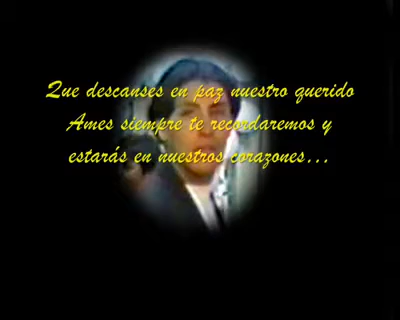 Que descanses en paz nuestro querido
Ames siempre te recordaremos y
estarás en nuestros corazones...